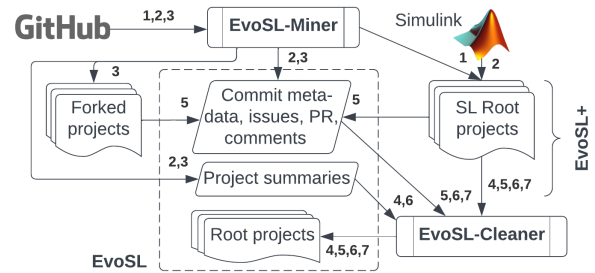 GitHub
1,2,3
EvoSL-Miner
Simulink
1
2
3
2,3
Forked
projects
5
Commit meta-
data, issues, PR,
comments
5
SL Root
projects
EvoSL+
2,3
Project summaries
4,6
5,6,7
4,5,6,7
Root projects
4,5,6,7
EvoSL-Cleaner
EvoSL